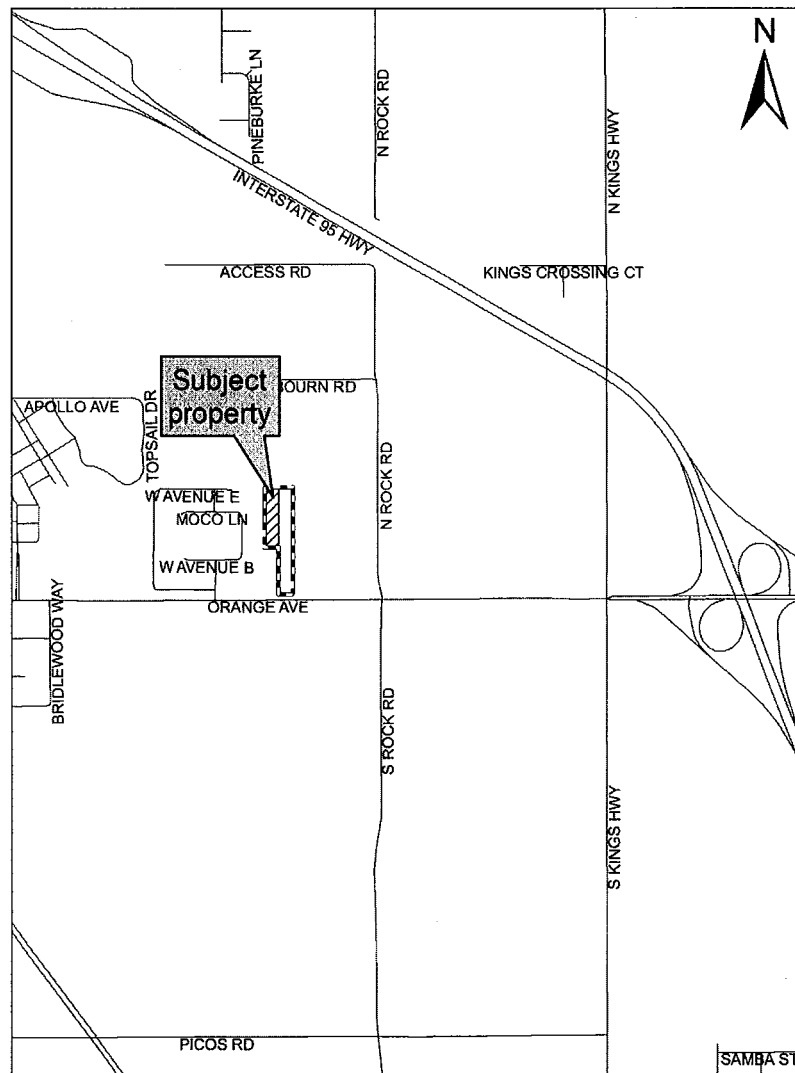 N
PINEBURKE LN
N ROCK RD
N KINGS HWY
INTERSTATE 95 HWY
ACCESS RD
KINGS CROSSING CT
Subject
property
BOURN RD
APOLLO AVE
TOPSAIL DR
N ROCK RD
W AVENUE E
MOCO LN
W AVENUE B
ORANGE AVE
BRIDLEWOOD WAY
S ROCK RD
S KINGS HWY
PICOS RD
SAMBA ST